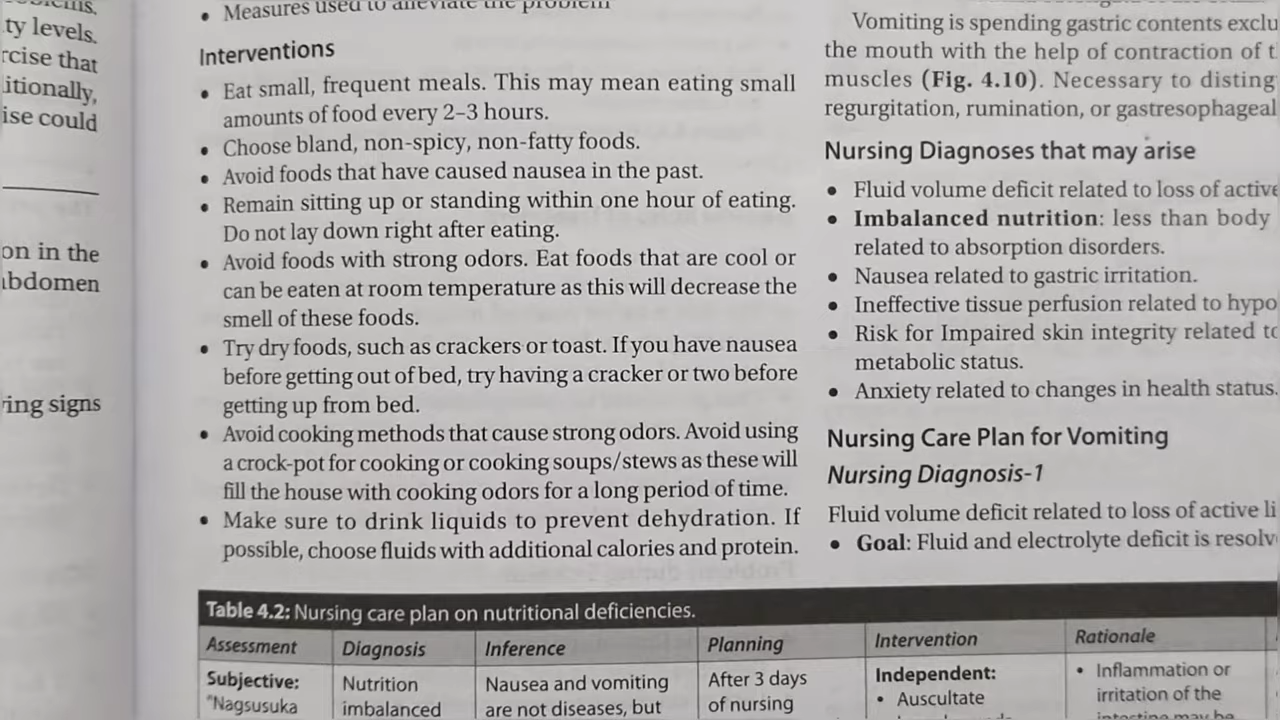 ty levels.
rcise that
itionally,
ise could
on in the
abdomen
ring signs
• Measures used to alleviate the problem
Interventions
• Eat small, frequent meals. This may mean eating small
amounts of food every 2–3 hours.
• Choose bland, non-spicy, non-fatty foods.
• Avoid foods that have caused nausea in the past.
• Remain sitting up or standing within one hour of eating.
Do not lay down right after eating.
• Avoid foods with strong odors. Eat foods that are cool or
can be eaten at room temperature as this will decrease the
smell of these foods.
• Try dry foods, such as crackers or toast. If you have nausea
before getting out of bed, try having a cracker or two before
getting up from bed.
• Avoid cooking methods that cause strong odors. Avoid using
a crock-pot for cooking or cooking soups/stews as these will
fill the house with cooking odors for a long period of time.
• Make sure to drink liquids to prevent dehydration. If
possible, choose fluids with additional calories and protein.
Vomiting is spending gastric contents exclu
the mouth with the help of contraction of t
muscles (Fig. 4.10). Necessary to disting
regurgitation, rumination, or gastresophageal
Nursing Diagnoses that may arise
• Fluid volume deficit related to loss of active
• Imbalanced nutrition: less than body
related to absorption disorders.
• Nausea related to gastric irritation.
• Ineffective tissue perfusion related to hypo
• Risk for Impaired skin integrity related to
metabolic status.
• Anxiety related to changes in health status.
Nursing Care Plan for Vomiting
Nursing Diagnosis-1
Fluid volume deficit related to loss of active li
• Goal: Fluid and electrolyte deficit is resolv
Table 4.2: Nursing care plan on nutritional deficiencies.
Assessment Diagnosis Inference Planning Intervention Rationale
Subjective: Nutrition Nausea and vomiting After 3 days Independent: • Inflammation or
"Nagsusuka imbalanced are not diseases, but of nursing • Auscultate irritation of the
intestine may be